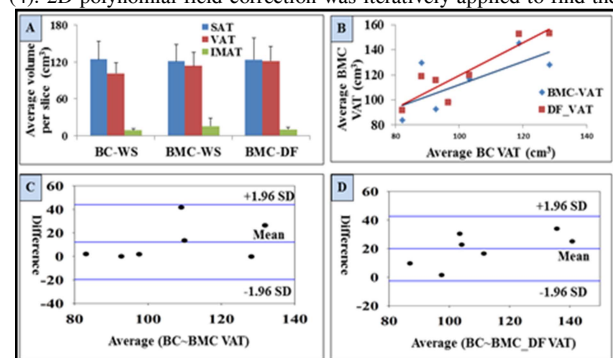 (4). 2D polynomial field correction was iteratively applied to find the
A
SAT
VAT
IMAT
Average volume per slice (cm³)
180
120
60
0
BC-WS
BMC-WS
BMC-DF
B
Average BMC VAT (cm³)
160
140
120
100
80
80
100
120
140
BMC-VAT
DF_VAT
Average BC VAT (cm³)
C
Difference
60
40
20
0
-20
-40
+1.96 SD
Mean
-1.96 SD
80
100
120
140
Average (BC~BMC VAT)
D
Difference
60
40
20
0
-20
+1.96 SD
Mean
-1.96 SD
80
100
120
140
Average (BC~BMC_DF VAT)